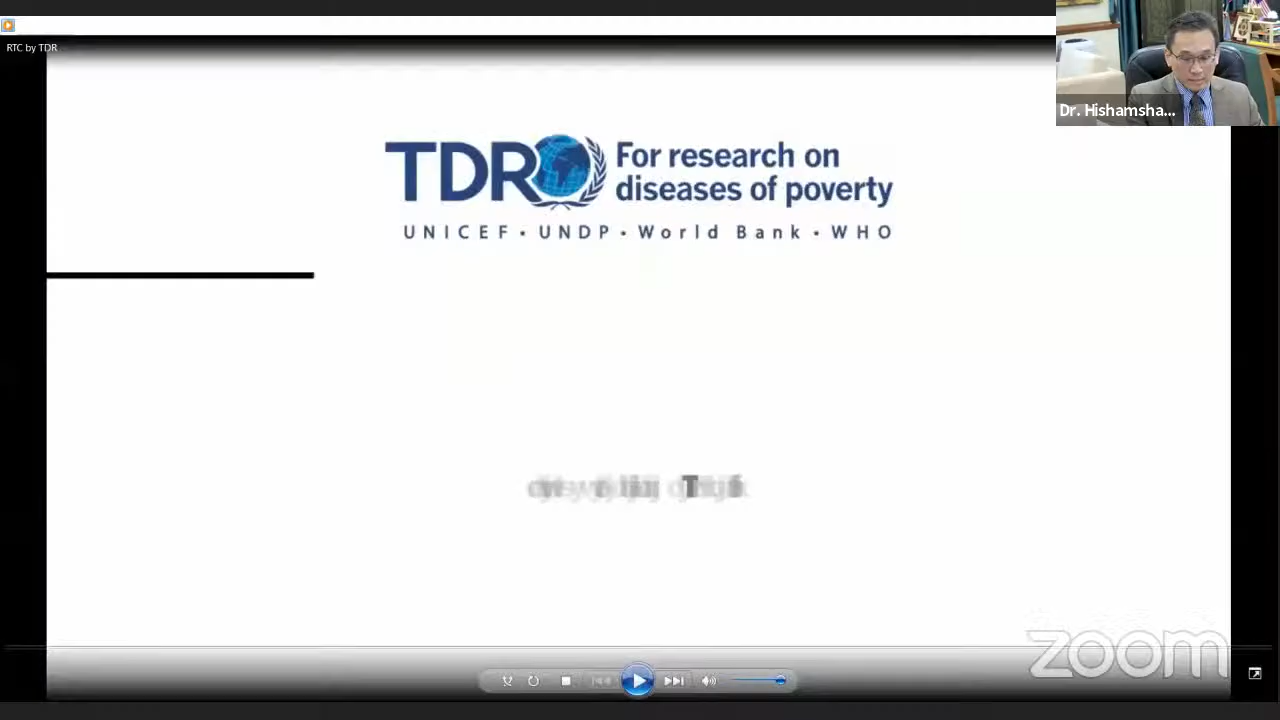 RTC by TDR
Dr. Hishamsha...
TDR For research on
diseases of poverty
UNICEF • UNDP • World Bank • WHO
zoom